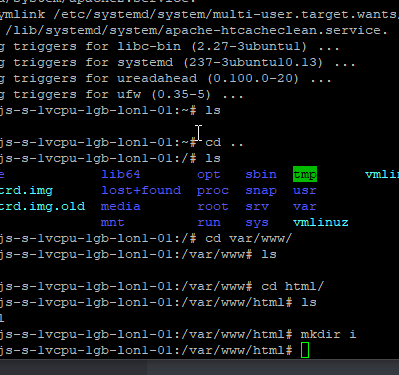 ymlink /etc/systemd/system/multi-user.target.wants/
/lib/systemd/system/apache-htcacheclean.service.
g triggers for libc-bin (2.27-3ubuntu1) ...
g triggers for systemd (237-3ubuntu10.13) ...
g triggers for ureadahead (0.100.0-20) ...
g triggers for ufw (0.35-5) ...
js-s-1vcpu-1gb-lon1-01:~# ls
js-s-1vcpu-1gb-lon1-01:~# cd ..
js-s-1vcpu-1gb-lon1-01:/# ls
e lib64 opt sbin tmp vmlin
trd.img lost+found proc snap usr
trd.img.old media root srv var
mnt run sys vmlinuz
js-s-1vcpu-1gb-lon1-01:/# cd var/www/
js-s-1vcpu-1gb-lon1-01:/var/www# ls
js-s-1vcpu-1gb-lon1-01:/var/www# cd html/
js-s-1vcpu-1gb-lon1-01:/var/www/html# ls
l
js-s-1vcpu-1gb-lon1-01:/var/www/html# mkdir i
js-s-1vcpu-1gb-lon1-01:/var/www/html#